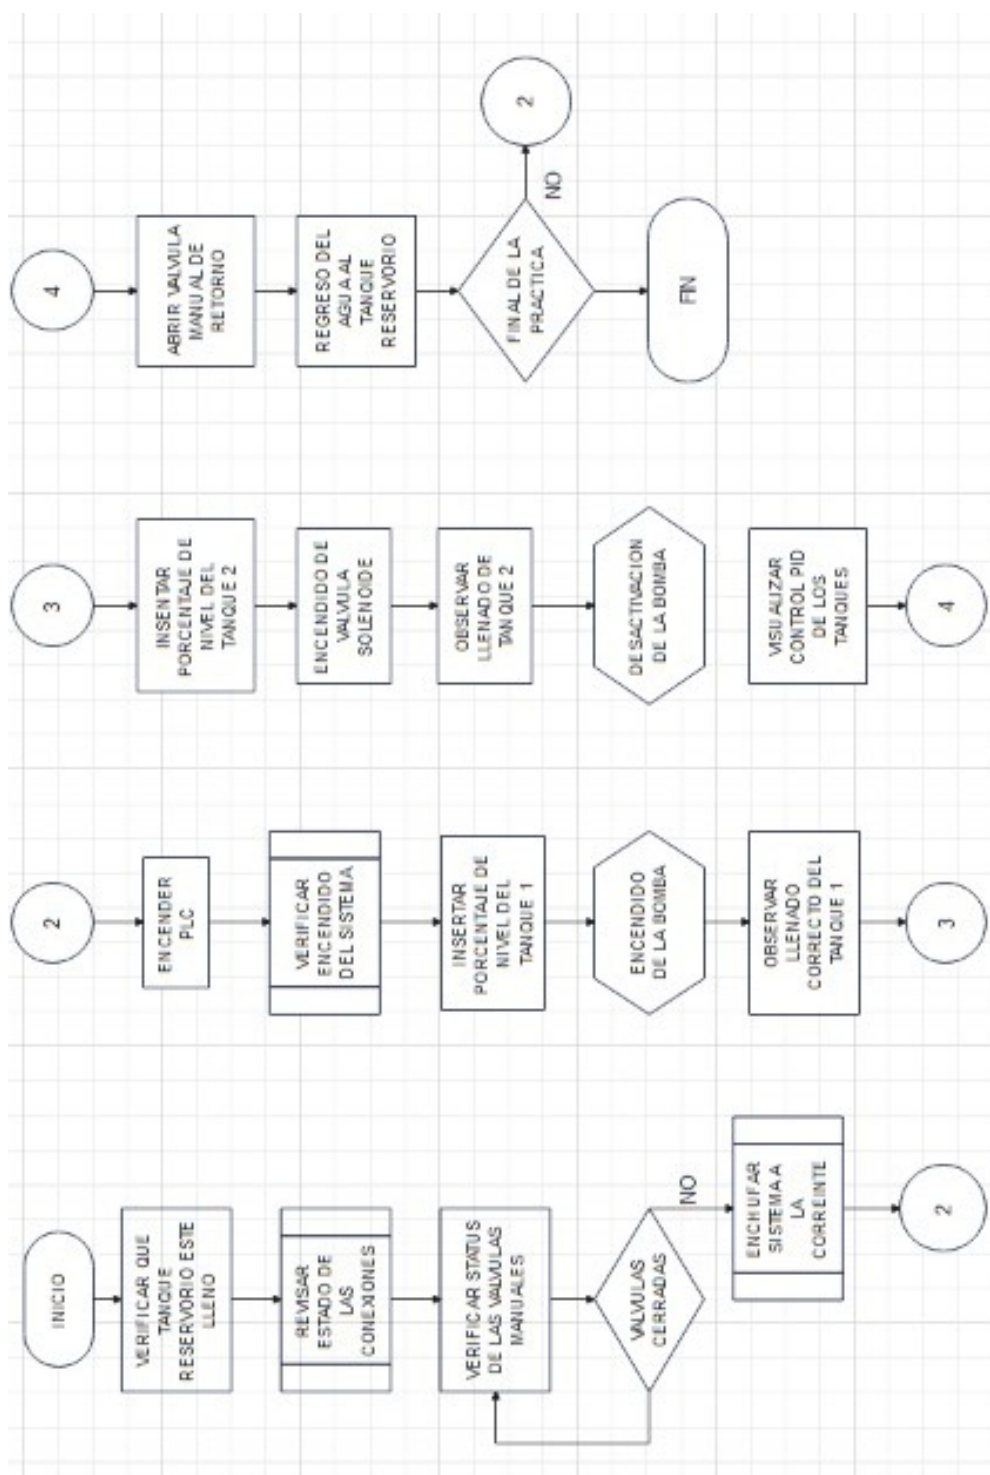 INICIO
VERIFICAR QUE
TANQUE
RESERVORIO ESTE
LLENO
REVISAR
ESTADO DE
LAS
CONEXIONES
VERIFICAR STATUS
DE LAS VALVULAS
MANUALES
VALVULAS
CERRADAS
NO
ENCHUFAR
SISTEMA A
LA
CORREINTE
2
2
ENCENDER
PLC
VERIFICAR
ENCENDIDO
DEL SISTEMA
INSERTAR
PORCENTAJE DE
NIVEL DEL
TANQUE 1
ENCENDIDO
DE LA BOMBA
OBSERVAR
LLENADO
CORRECTO DEL
TANQUE 1
3
3
INSENTAR
PORCENTAJE DE
NIVEL DEL
TANQUE 2
ENCENDIDO DE
VALVULA
SOLENOIDE
OBSERVAR
LLENADO DE
TANQUE 2
DESACTIVACION
DE LA BOMBA
VISUALIZAR
CONTROL PID
DE LOS
TANQUES
4
4
ABRIR VALVULA
MANUAL DE
RETORNO
REGRESO DEL
AGUA AL
TANQUE
RESERVORIO
FINAL DE LA
PRACTICA
NO
2
FIN